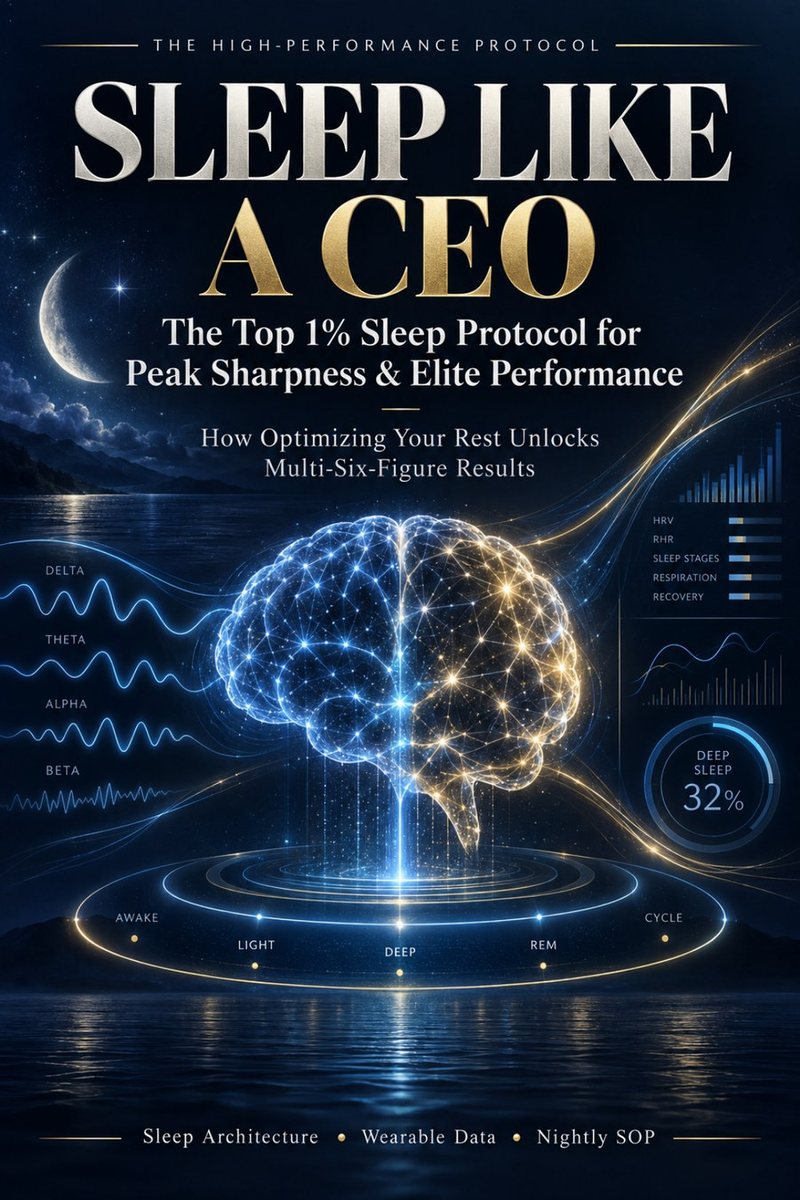 THE HIGH-PERFORMANCE PROTOCOL
SLEEP LIKE
A CEO
The Top 1% Sleep Protocol for
Peak Sharpness & Elite Performance
How Optimizing Your Rest Unlocks
Multi-Six-Figure Results
DELTA
THETA
ALPHA
BETA
HRV
RHR
SLEEP STAGES
RESPIRATION
RECOVERY
DEEP
SLEEP
32%
AWAKE
LIGHT
DEEP
REM
CYCLE
Sleep Architecture • Wearable Data • Nightly SOP